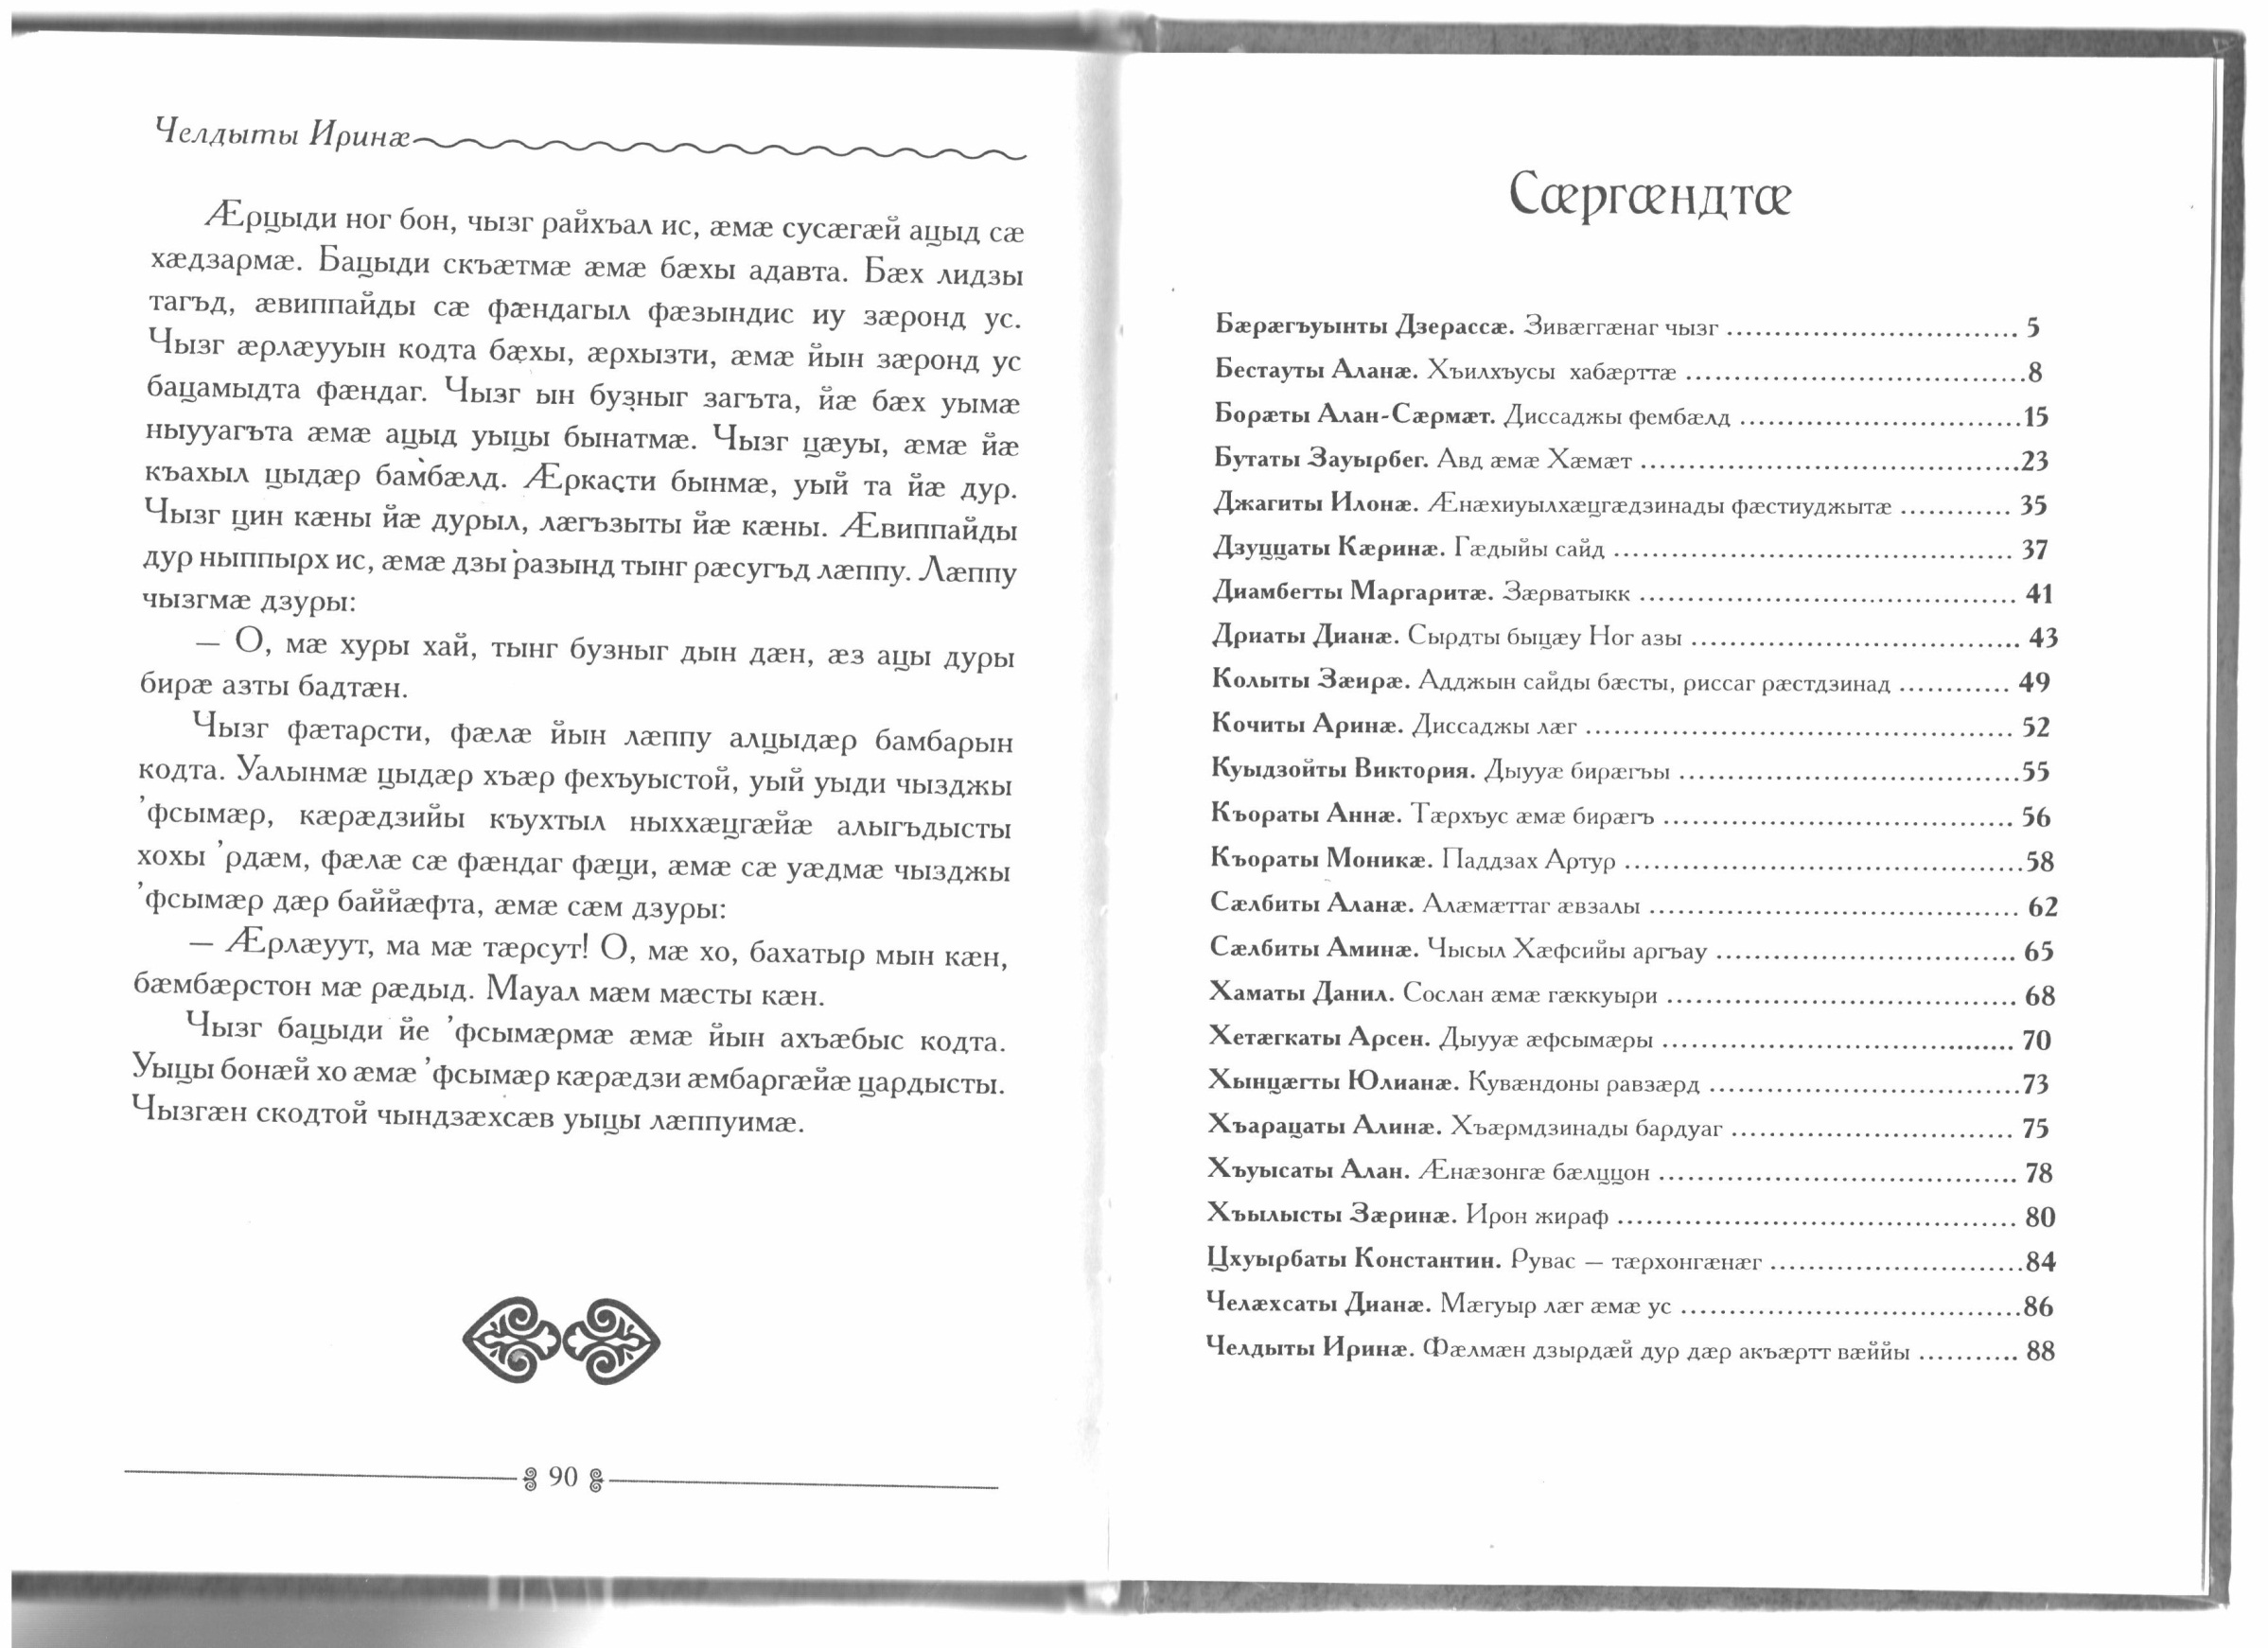 Челдыты Иринæ
Æрцыди ног бон, чызг райхъал ис, æмæ сусæгæй ацыд сæ
хæдзармæ. Бацыди скъæтмæ æмæ бæхы адавта. Бæх лидзы
тагъд, æвиппайды сæ фæндагыл фæзындис иу зæронд ус.
Чызг æрлæууын кодта бæхы, æрхызти, æмæ йын зæронд ус
бацамыдта фæндаг. Чызг ын бузныг загъта, йæ бæх уымæ
ныууагъта æмæ ацыд уыцы бынатмæ. Чызг цæуы, æмæ йæ
къахыл цыдæр бамбæлд. Æркасти бынмæ, уый та йæ дур.
Чызг цин кæны йæ дурыл, лæгъзыты йæ кæны. Æвиппайды
дур ныппырх ис, æмæ дзы разынд тынг рæсугъд лæппу. Лæппу
чызгмæ дзуры:
— О, мæ хуры хай, тынг бузныг дын дæн, æз ацы дуры
бирæ азты бадтæн.
Чызг фæтарсти, фæлæ йын лæппу алцыдæр бамбарын
кодта. Уалынмæ цыдæр хъæр фехъуыстой, уый уыди чызджы
’фсымæр, кæрæдзийы къухтыл ныххæцгæйæ алыгъдысты
хохы ’рдæм, фæлæ сæ фæндаг фæци, æмæ сæ уæдмæ чызджы
’фсымæр дæр баййæфта, æмæ сæм дзуры:
— Æрлæуут, ма мæ тæрсут! О, мæ хо, бахатыр мын кæн,
бæмбæрстон мæ рæдыд. Мауал мæм мæсты кæн.
Чызг бацыди йе ’фсымæрмæ æмæ йын ахъæбыс кодта.
Уыцы бонæй хо æмæ ’фсымæр кæрæдзи æмбаргæйæ цардысты.
Чызгæн скодтой чындзæхсæв уыцы лæппуимæ.
90
Сæргæндтæ
Бæрæгъуынты Дзерассæ. Зивæггæнаг чызг .................................... 5
Бестауты Аланæ. Хъилхъусы хабæрттæ ..........................................8
Борæты Алан-Сæрмæт. Диссаджы фембæлд ...................................15
Бутаты Зауырбег. Авд æмæ Хæмæт ...............................................23
Джагиты Илонæ. Æнæхиуылхæцгæдзинады фæстиуджытæ ............. 35
Дзуццаты Кæринæ. Гæдыйы сайд ................................................. 37
Диамбегты Маргаритæ. Зæрватыкк .............................................. 41
Дриаты Дианæ. Сырдты быцæу Ног азы ........................................ 43
Колыты Зæирæ. Адджын сайды бæсты, риссаг рæстдзинад ............. 49
Кочиты Аринæ. Диссаджы лæг .................................................... 52
Куыдзойты Виктория. Дыууæ бирæгъы ..........................................55
Къораты Аннæ. Тæрхъус æмæ бирæгъ .............................................. 56
Къораты Моникæ. Паддзах Артур .................................................58
Сæлбиты Аланæ. Алæмæттаг æвзалы ............................................. 62
Сæлбиты Аминæ. Чысыл Хæфсийы аргъау ..................................... 65
Хаматы Данил. Сослан æмæ гæккуыри ........................................... 68
Хетæгкаты Арсен. Дыууæ æфсымæры ........................................... 70
Хынцæгты Юлианæ. Кувæндоны равзæрд ......................................73
Хъарацаты Алинæ. Хъæрмдзинады бардуаг ................................... 75
Хъуысаты Алан. Æнæзонгæ бæлццон ............................................ 78
Хъылысты Зæринæ. Ирон жираф ................................................. 80
Цхуырбаты Константин. Рувас — тæрхонгæнæг ...............................84
Челæхсаты Дианæ. Мæгуыр лæг æмæ ус ..........................................86
Челдыты Иринæ. Фæлмæн дзырдæй дур дæр акъæртт вæййы ............ 88